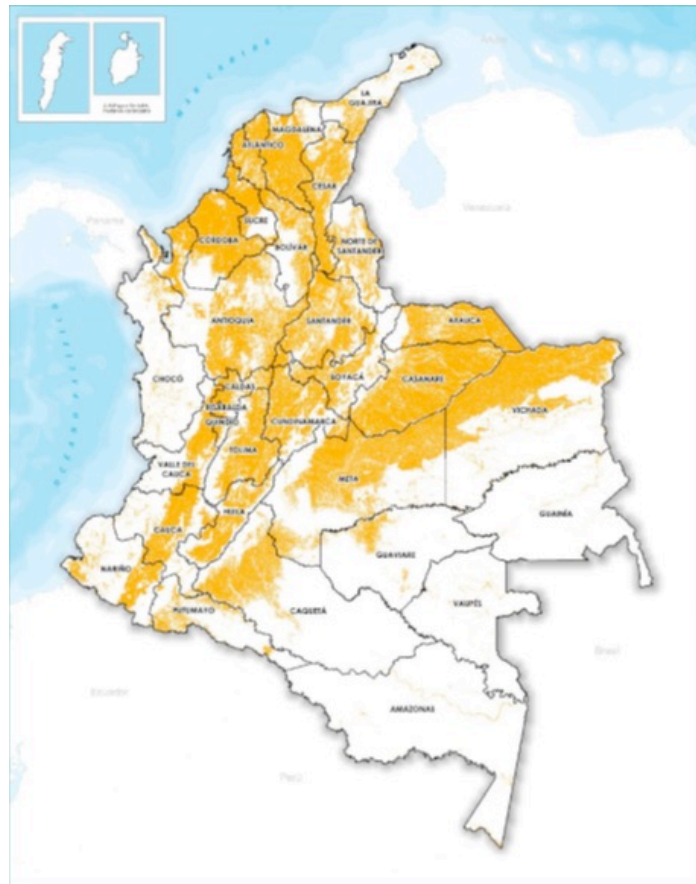 Aruba
LA
GUAJIRA
MAGDALENA
ATLÁNTICO
CESAR
Venezuela
Panamá
SUCRE
CÓRDOBA
BOLÍVAR
NORTE DE
SANTANDER
ANTIOQUIA
SANTANDER
ARAUCA
CHOCÓ
BOYACÁ
CASANARE
CALDAS
RISARALDA
QUINDÍO
CUNDINAMARCA
VICHADA
TOLIMA
VALLE DEL
CAUCA
META
HUILA
GUAINÍA
CAUCA
GUAVIARE
NARIÑO
PUTUMAYO
CAQUETÁ
VAUPÉS
Brasil
Ecuador
AMAZONAS
Perú